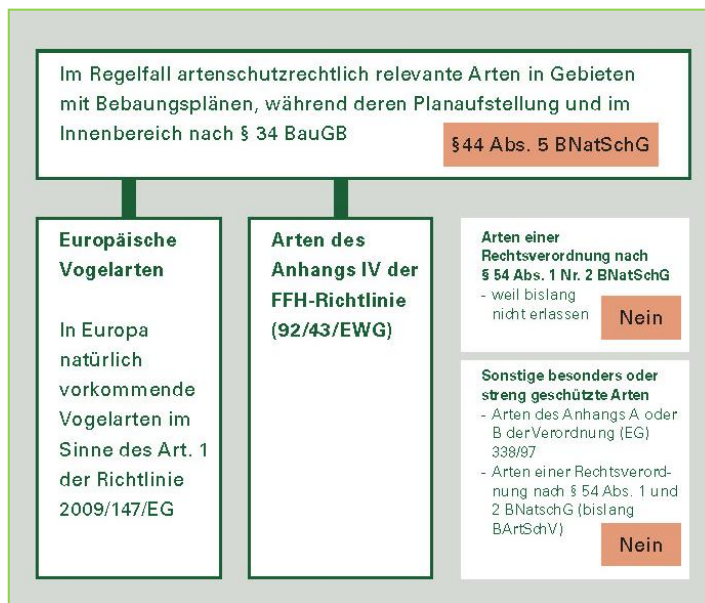 Im Regelfall artenschutzrechtlich relevante Arten in Gebieten
mit Bebaungsplänen, während deren Planaufstellung und im
Innenbereich nach § 34 BauGB
§44 Abs. 5 BNatSchG
Europäische
Vogelarten
In Europa
natürlich
vorkommende
Vogelarten im
Sinne des Art. 1
der Richtlinie
2009/147/EG
Arten des
Anhangs IV der
FFH-Richtlinie
(92/43/EWG)
Arten einer
Rechtsverordnung nach
§ 54 Abs. 1 Nr. 2 BNatSchG
- weil bislang
nicht erlassen
Nein
Sonstige besonders oder
streng geschützte Arten
- Arten des Anhangs A oder
B der Verordnung (EG)
338/97
- Arten einer Rechtsverord-
nung nach § 54 Abs. 1 und
2 BNatschG (bislang
BArtSchV)
Nein